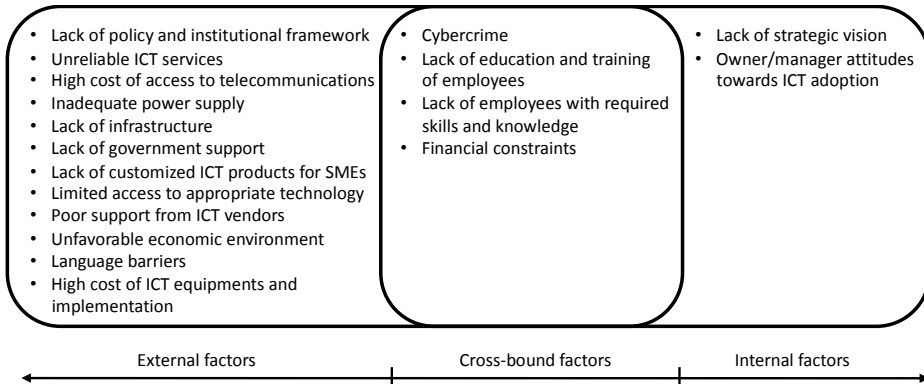 • Lack of policy and institutional framework
• Unreliable ICT services
• High cost of access to telecommunications
• Inadequate power supply
• Lack of infrastructure
• Lack of government support
• Lack of customized ICT products for SMEs
• Limited access to appropriate technology
• Poor support from ICT vendors
• Unfavorable economic environment
• Language barriers
• High cost of ICT equipments and
implementation
• Cybercrime
• Lack of education and training
of employees
• Lack of employees with required
skills and knowledge
• Financial constraints
• Lack of strategic vision
• Owner/manager attitudes
towards ICT adoption
External factors
Cross-bound factors
Internal factors